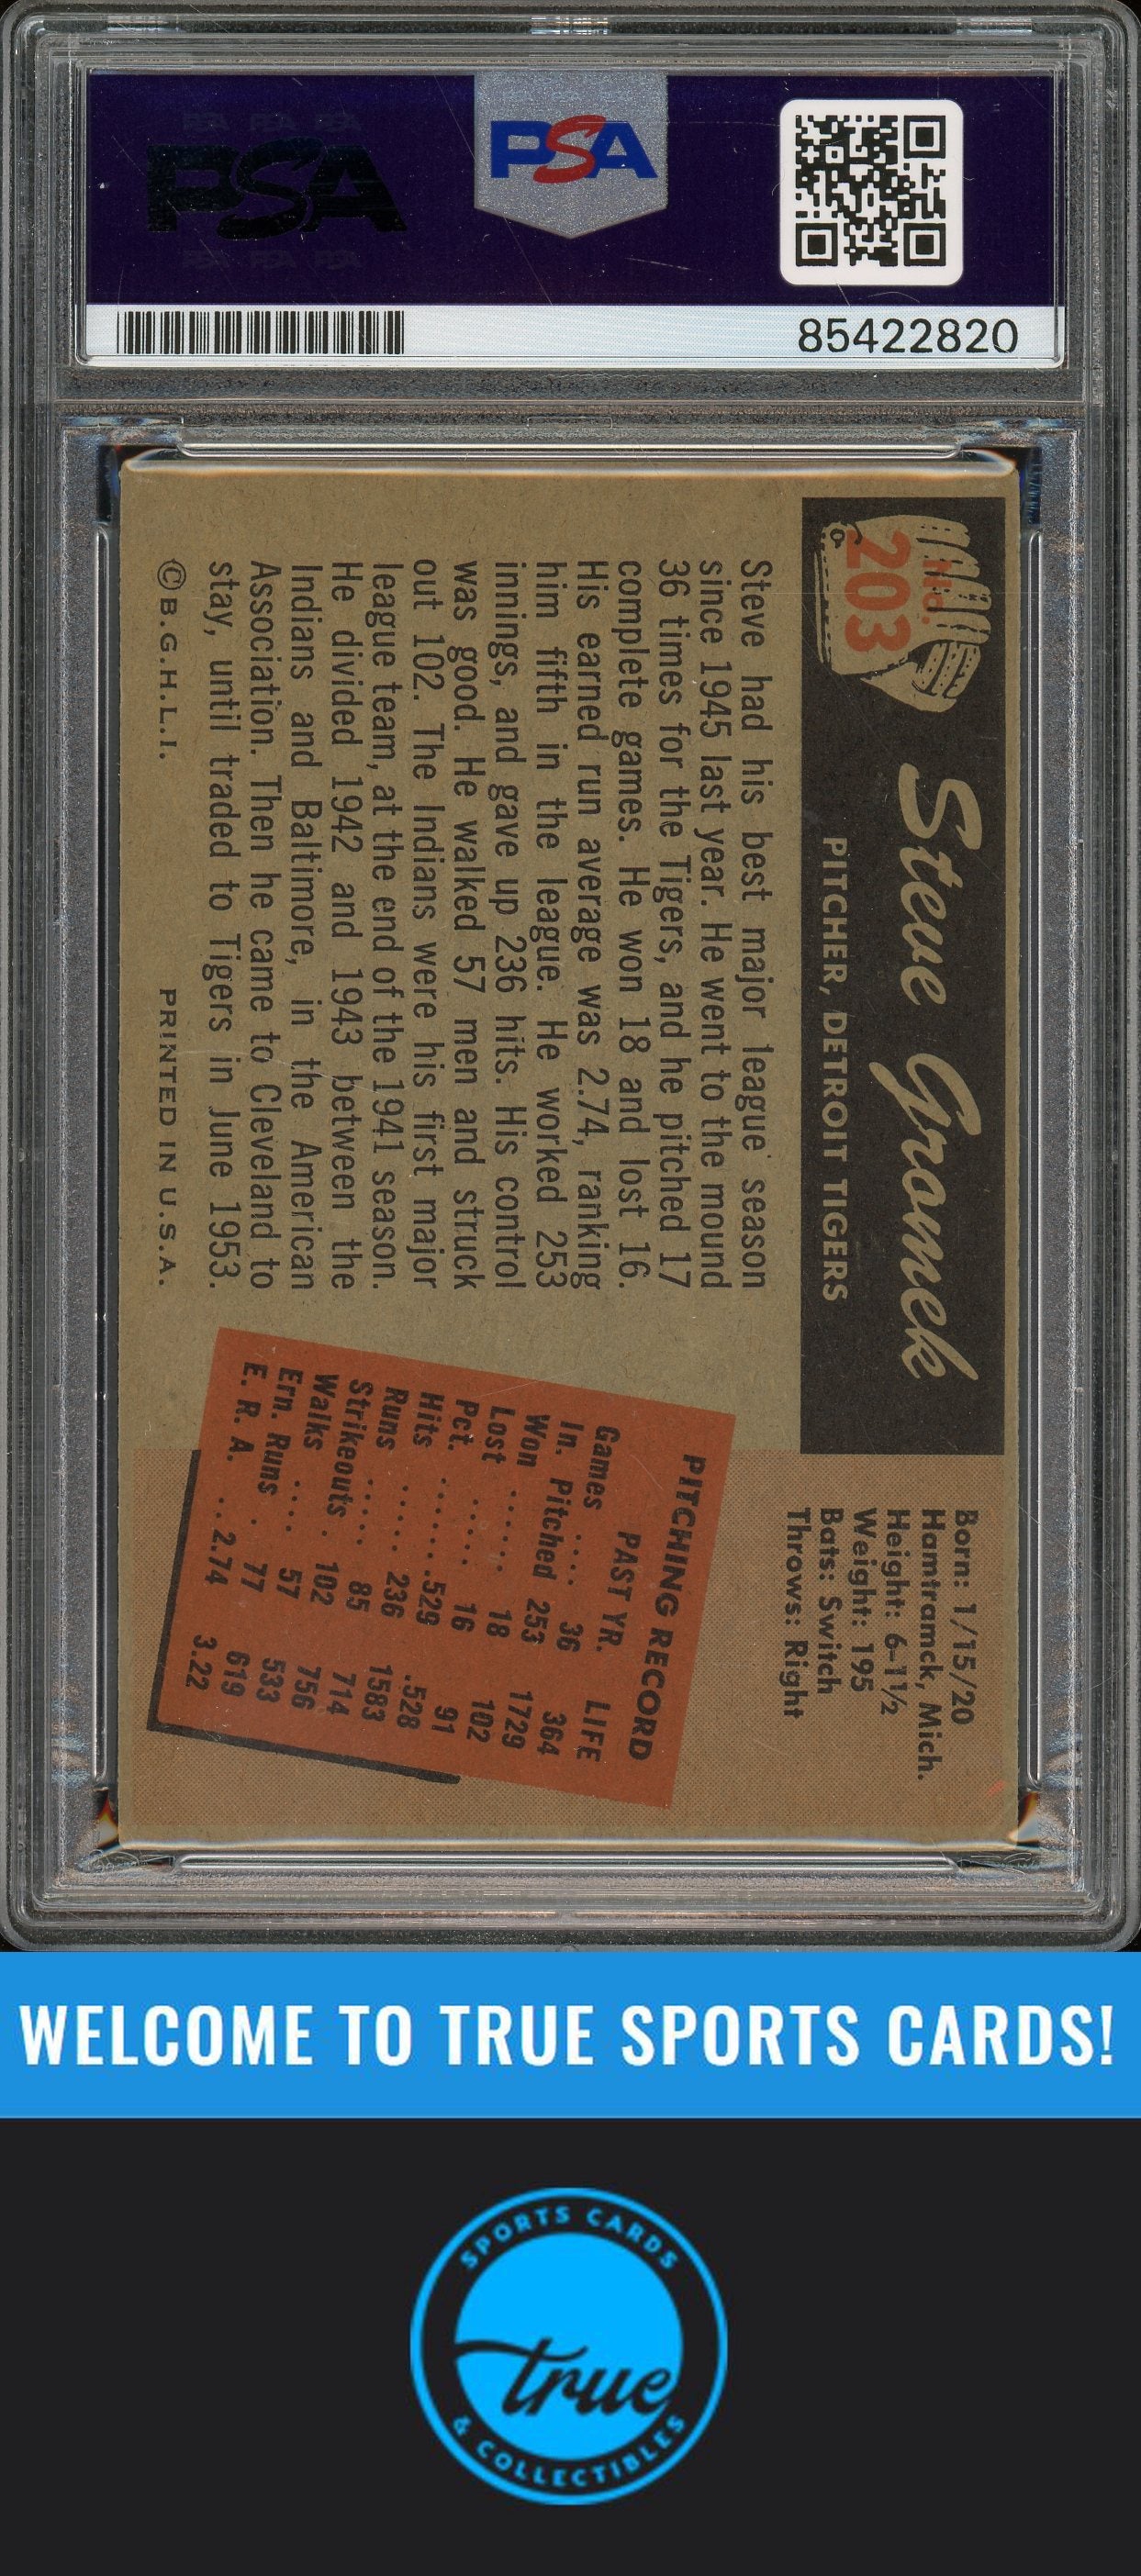 PSA
PSA PSA PSA
PSA
PSA PSA PSA
85422820
No.
203
Steve Gromek
PITCHER, DETROIT TIGERS
Born: 1/15/20
Hamtramck, Mich.
Height: 6-1½
Weight: 195
Bats: Switch
Throws: Right
Steve had his best major league season
since 1945 last year. He went to the mound
36 times for the Tigers, and he pitched 17
complete games. He won 18 and lost 16.
His earned run average was 2.74, ranking
him fifth in the league. He worked 253
innings, and gave up 236 hits. His control
was good. He walked 57 men and struck
out 102. The Indians were his first major
league team, at the end of the 1941 season.
He divided 1942 and 1943 between the
Indians and Baltimore, in the American
Association. Then he came to Cleveland to
stay, until traded to Tigers in June 1953.
©B.G.H.L.I. PRINTED IN U.S.A.
PITCHING RECORD
PAST YR. LIFE
Games .... 36 364
In. Pitched 253 1729
Won ...... 18 102
Lost ...... 16 91
Pct. ....... .529 .528
Hits ...... 236 1583
Runs ..... 85 714
Strikeouts . 102 756
Walks .... 57 533
Ern. Runs . 77 619
E. R. A. .. 2.74 3.22
WELCOME TO TRUE SPORTS CARDS!
SPORTS CARDS
true
& COLLECTIBLES